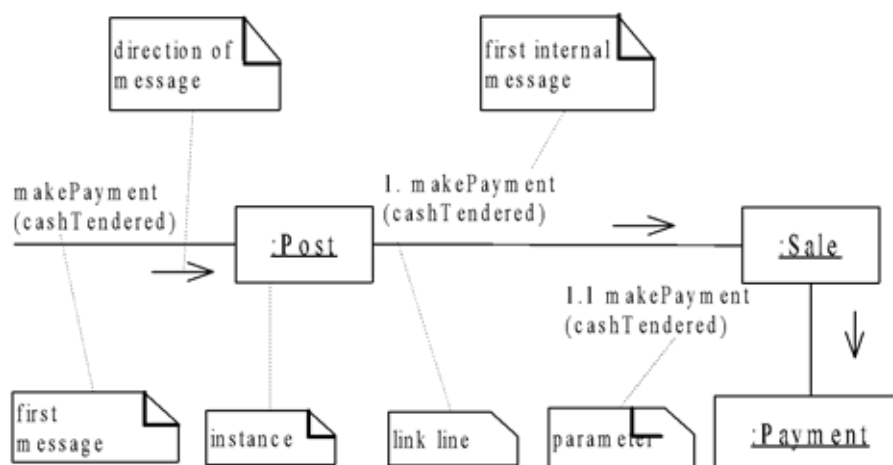 direction of
message
first internal
message
makePayment
(cashTendered)
1. makePayment
(cashTendered)
:Post
:Sale
1.1 makePayment
(cashTendered)
first
message
instance
link line
parameter
:Payment